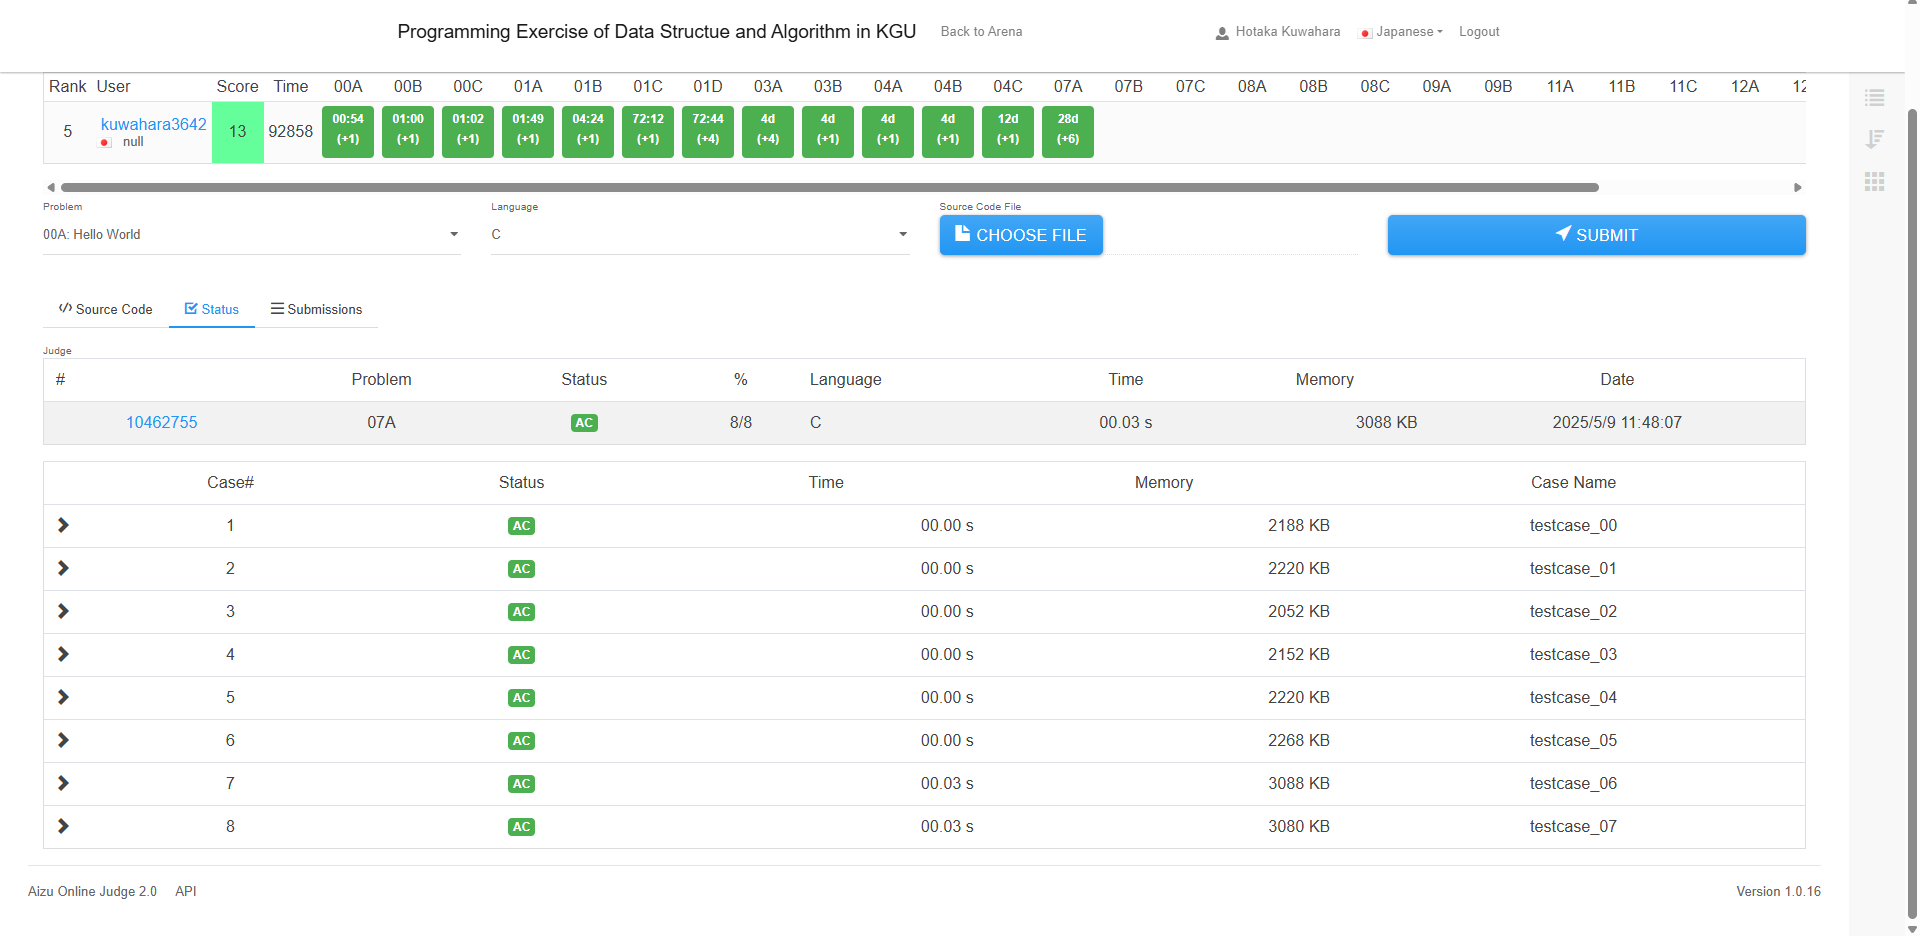 Programming Exercise of Data Structue and Algorithm in KGU Back to Arena Hotaka Kuwahara Japanese Logout
Rank User Score Time 00A 00B 00C 01A 01B 01C 01D 03A 03B 04A 04B 04C 07A 07B 07C 08A 08B 08C 09A 09B 11A 11B 11C 12A
5 kuwahara3642 null 13 92858 00:54 (+1) 01:00 (+1) 01:02 (+1) 01:49 (+1) 04:24 (+1) 72:12 (+1) 72:44 (+4) 4d (+4) 4d (+1) 4d (+1) 4d (+1) 12d (+1) 28d (+6)
Problem Language Source Code File
00A: Hello World C CHOOSE FILE SUBMIT
Source Code Status Submissions
Judge
# Problem Status % Language Time Memory Date
10462755 07A AC 8/8 C 00.03 s 3088 KB 2025/5/9 11:48:07
Case# Status Time Memory Case Name
1 AC 00.00 s 2188 KB testcase_00
2 AC 00.00 s 2220 KB testcase_01
3 AC 00.00 s 2052 KB testcase_02
4 AC 00.00 s 2152 KB testcase_03
5 AC 00.00 s 2220 KB testcase_04
6 AC 00.00 s 2268 KB testcase_05
7 AC 00.03 s 3088 KB testcase_06
8 AC 00.03 s 3080 KB testcase_07
Aizu Online Judge 2.0 API Version 1.0.16